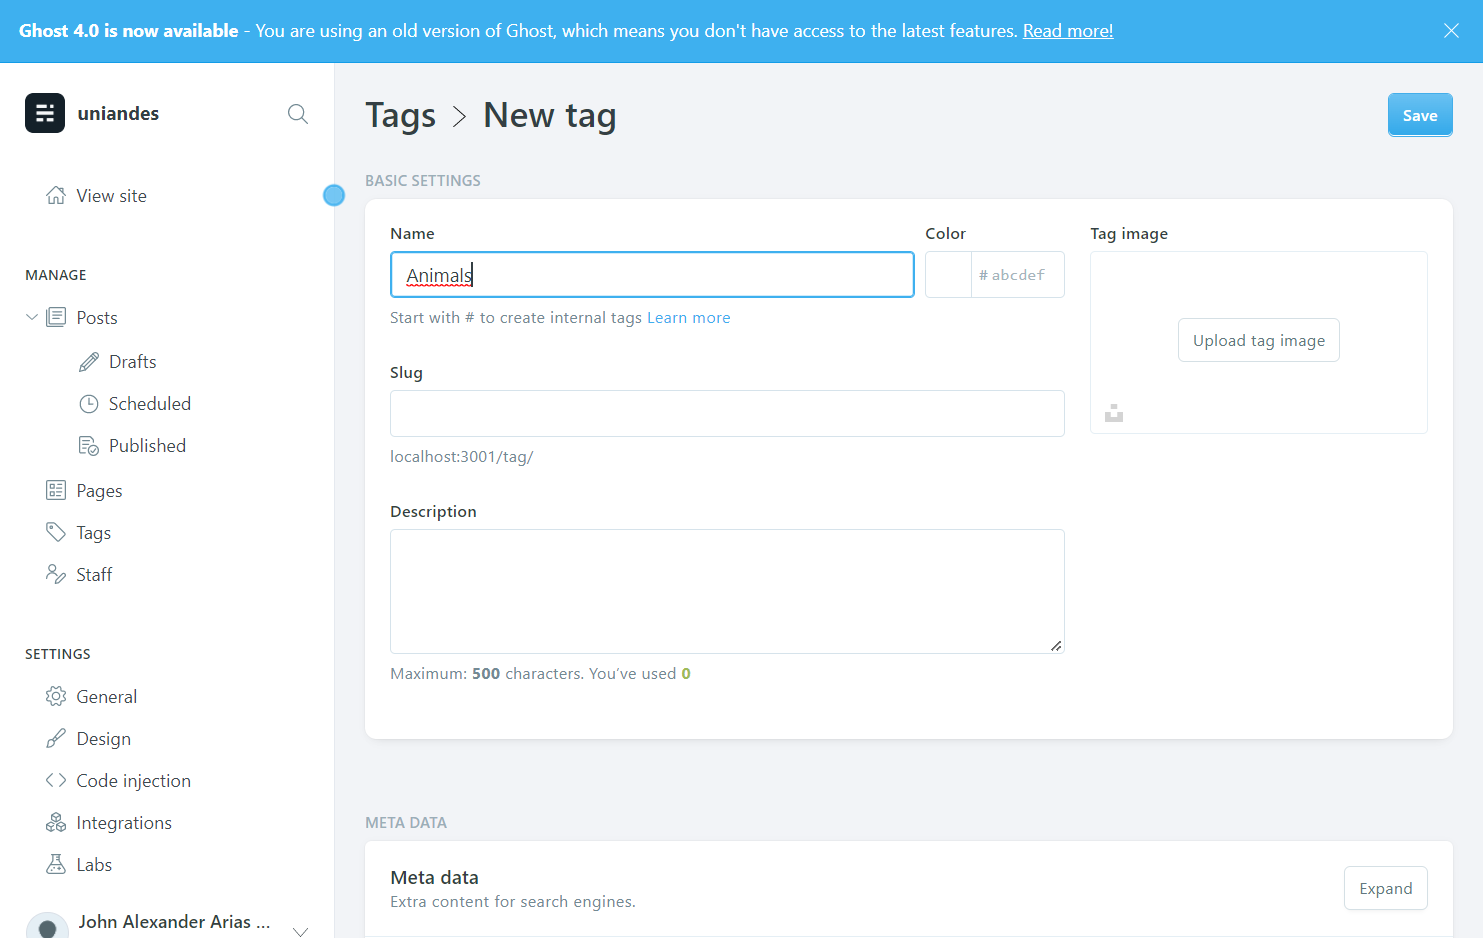 Ghost 4.0 is now available - You are using an old version of Ghost, which means you don't have access to the latest features. Read more!
uniandes
View site
MANAGE
Posts
Drafts
Scheduled
Published
Pages
Tags
Staff
SETTINGS
General
Design
Code injection
Integrations
Labs
John Alexander Arias ...
Tags > New tag
Save
BASIC SETTINGS
Name
Color
Tag image
Animals
# abcdef
Upload tag image
Start with # to create internal tags Learn more
Slug
localhost:3001/tag/
Description
Maximum: 500 characters. You’ve used 0
META DATA
Meta data
Extra content for search engines.
Expand